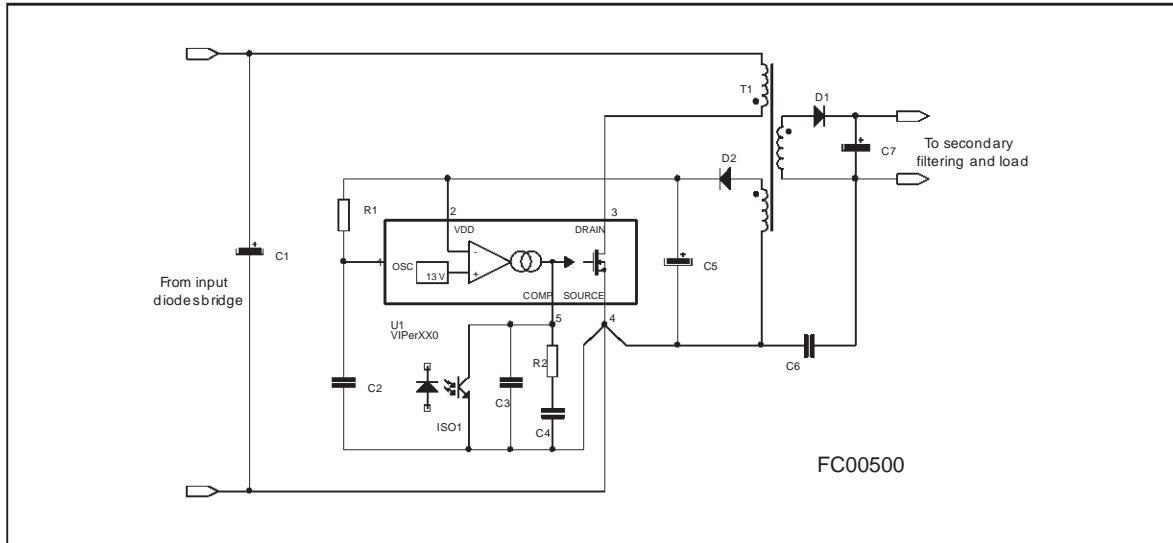 T1
D1
C7
To secondary
filtering and load
D2
R1
2
3
VDD
DRAIN
C1
1
OSC
-
13 V
+
C5
From input
diodes bridge
COMP
SOURCE
U1
VIPerXX0
5
4
R2
C6
C2
C3
ISO1
C4
FC00500